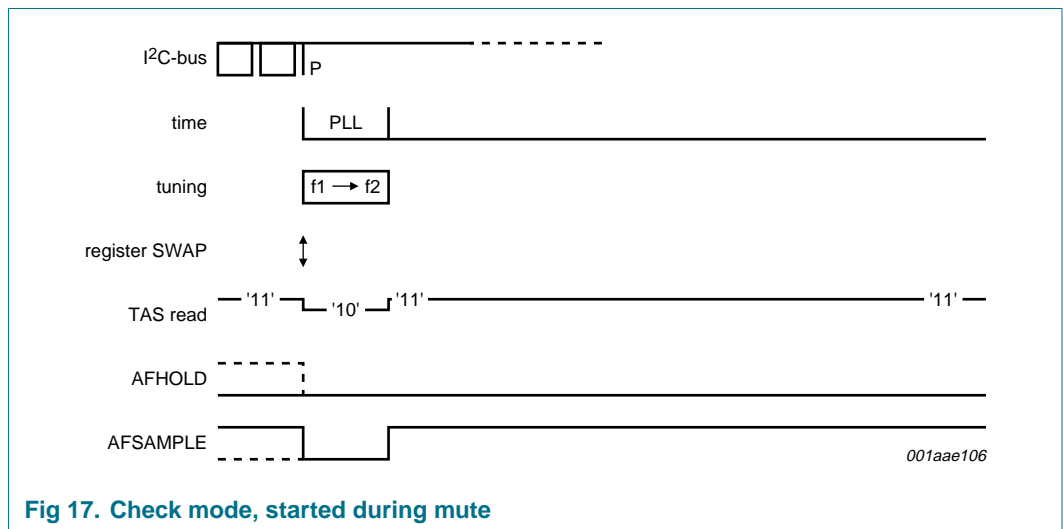 I2C-bus
P
time
PLL
tuning
f1 → f2
register SWAP
TAS read
'11'
'10'
'11'
'11'
AFHOLD
AFSAMPLE
001aae106
Fig 17. Check mode, started during mute